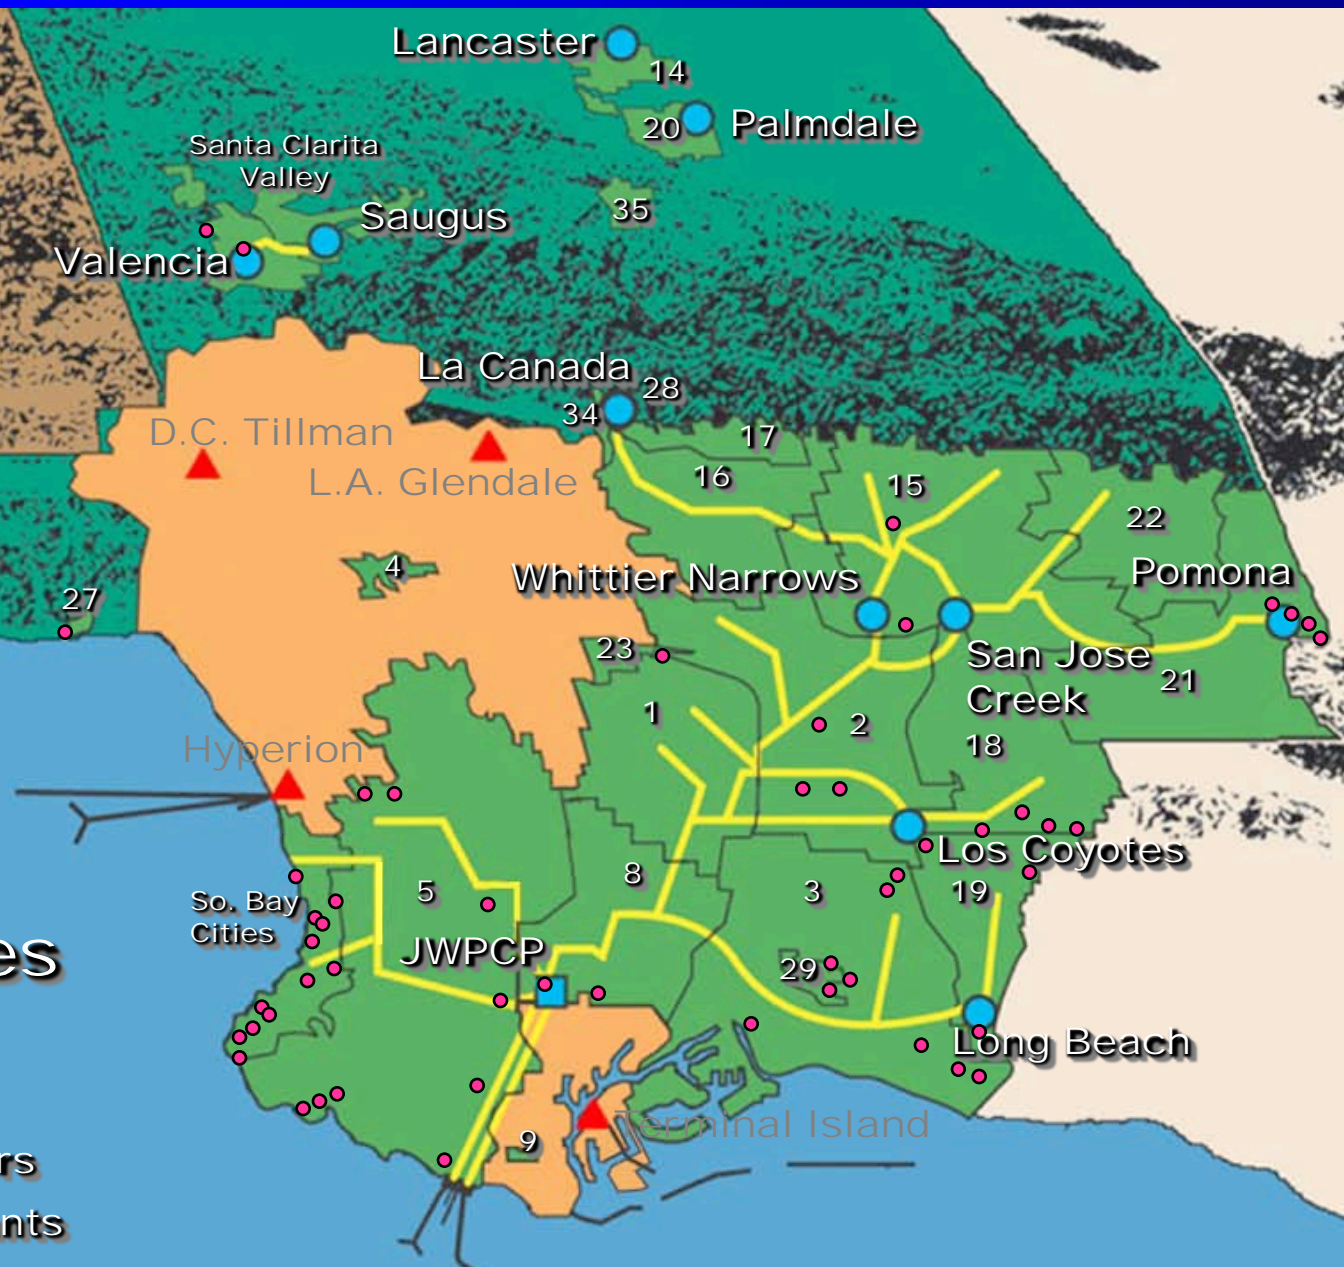 Lancaster
14
20
Palmdale
Santa Clarita
Valley
35
Saugus
Valencia
La Canada
28
34
D.C. Tillman
17
L.A. Glendale
16
15
22
4
Whittier Narrows
Pomona
27
23
San Jose
Creek
21
1
2
18
Hyperion
Los Coyotes
8
5
3
19
So. Bay
Cities
JWPCP
es
29
Long Beach
Terminal Island
9
rs
nts